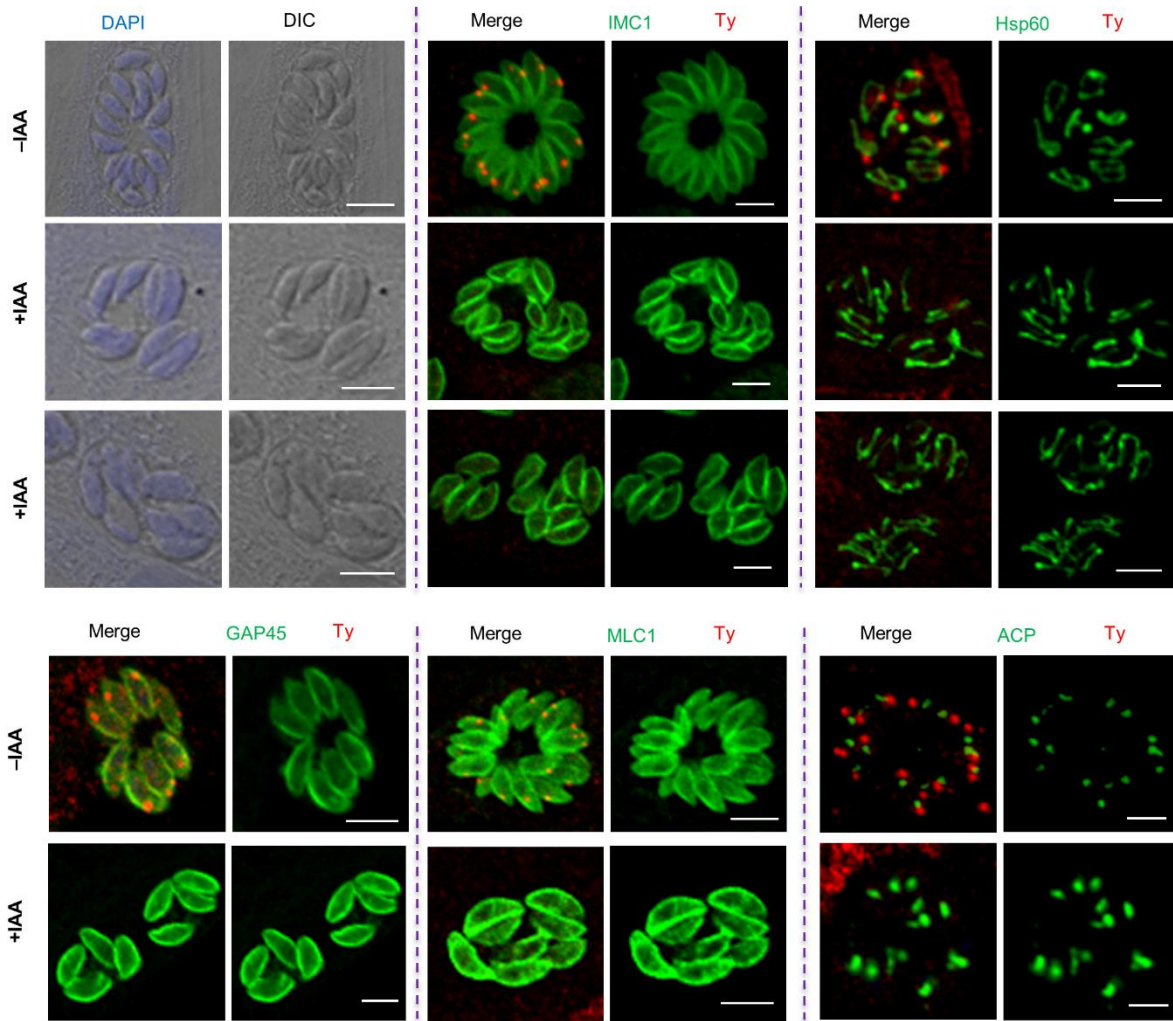 DAPI DIC Merge IMC1 Ty Merge Hsp60 Ty
–IAA
+IAA
+IAA
Merge GAP45 Ty Merge MLC1 Ty Merge ACP Ty
–IAA
+IAA